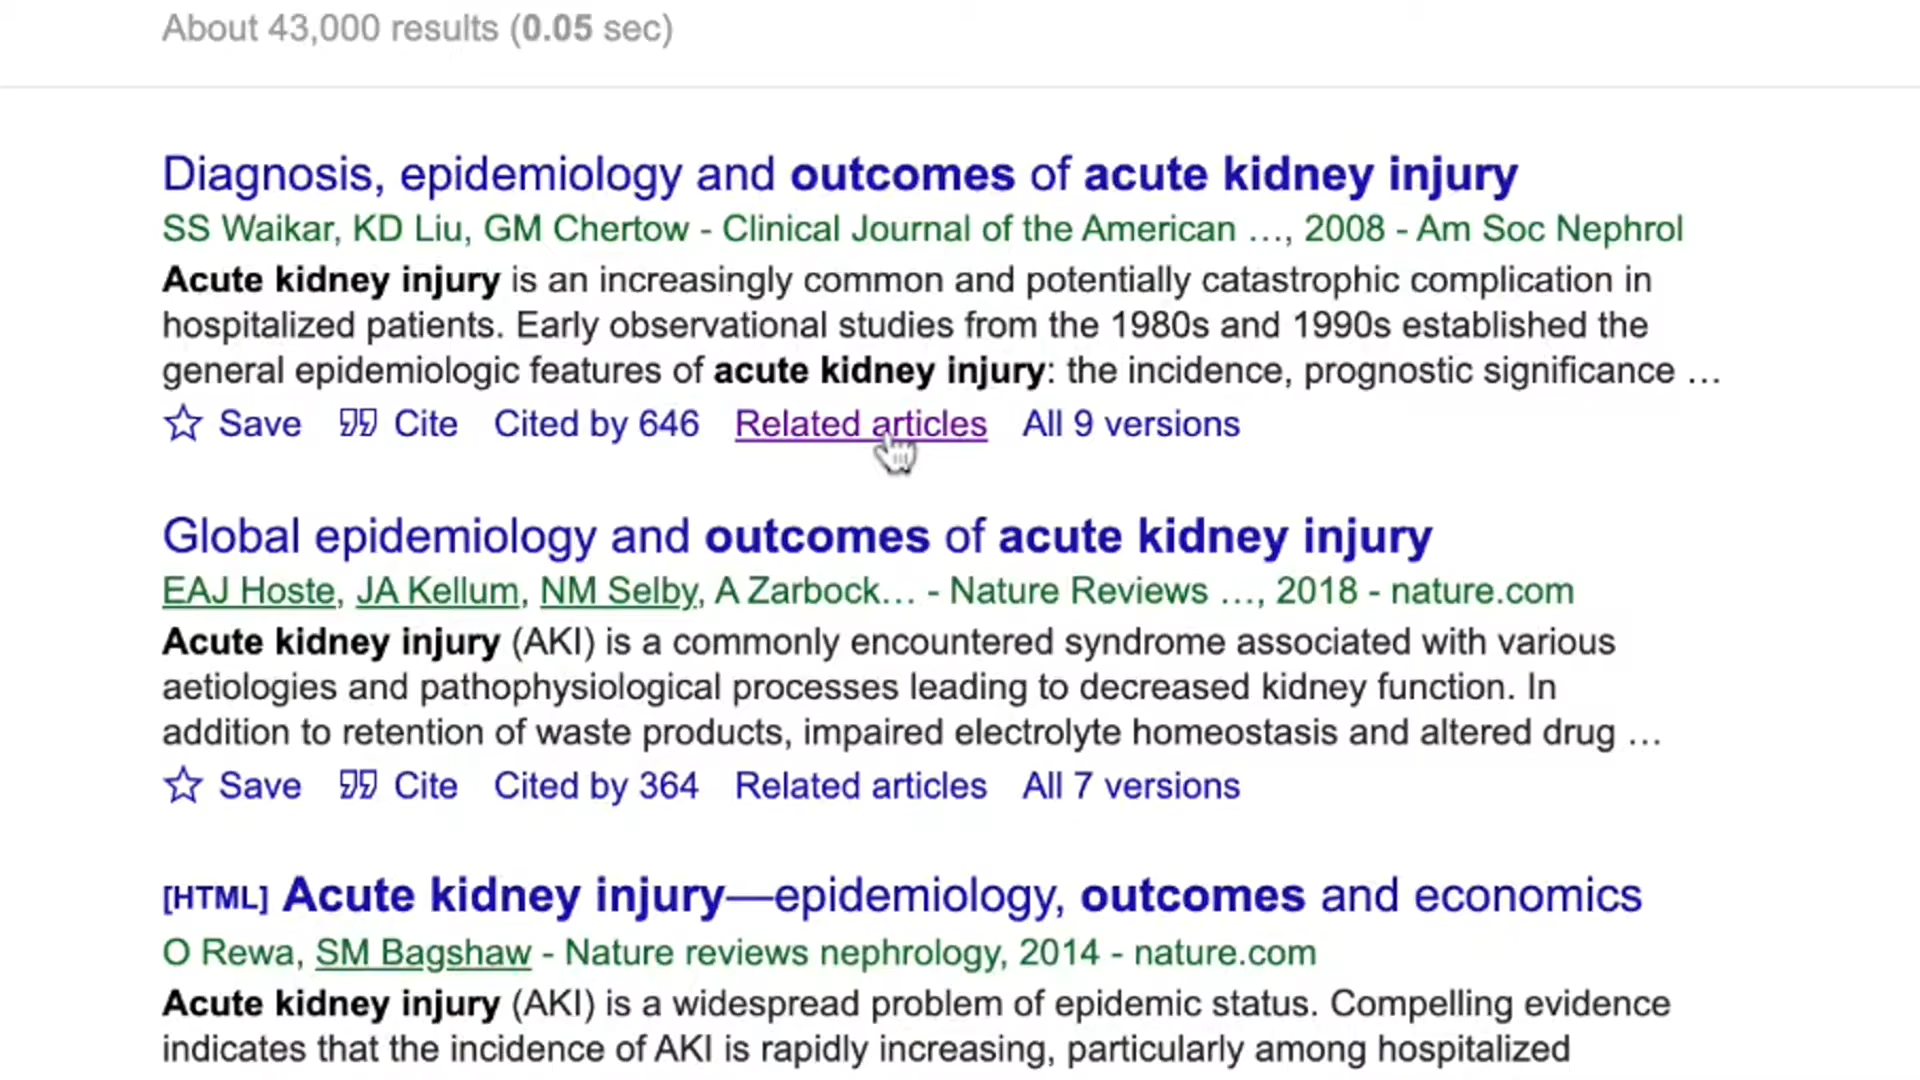 About 43,000 results (0.05 sec)
Diagnosis, epidemiology and outcomes of acute kidney injury
SS Waikar, KD Liu, GM Chertow - Clinical Journal of the American …, 2008 - Am Soc Nephrol
Acute kidney injury is an increasingly common and potentially catastrophic complication in
hospitalized patients. Early observational studies from the 1980s and 1990s established the
general epidemiologic features of acute kidney injury: the incidence, prognostic significance …
Save Cite Cited by 646 Related articles All 9 versions
Global epidemiology and outcomes of acute kidney injury
EAJ Hoste, JA Kellum, NM Selby, A Zarbock… - Nature Reviews …, 2018 - nature.com
Acute kidney injury (AKI) is a commonly encountered syndrome associated with various
aetiologies and pathophysiological processes leading to decreased kidney function. In
addition to retention of waste products, impaired electrolyte homeostasis and altered drug …
Save Cite Cited by 364 Related articles All 7 versions
[HTML] Acute kidney injury—epidemiology, outcomes and economics
O Rewa, SM Bagshaw - Nature reviews nephrology, 2014 - nature.com
Acute kidney injury (AKI) is a widespread problem of epidemic status. Compelling evidence
indicates that the incidence of AKI is rapidly increasing, particularly among hospitalized